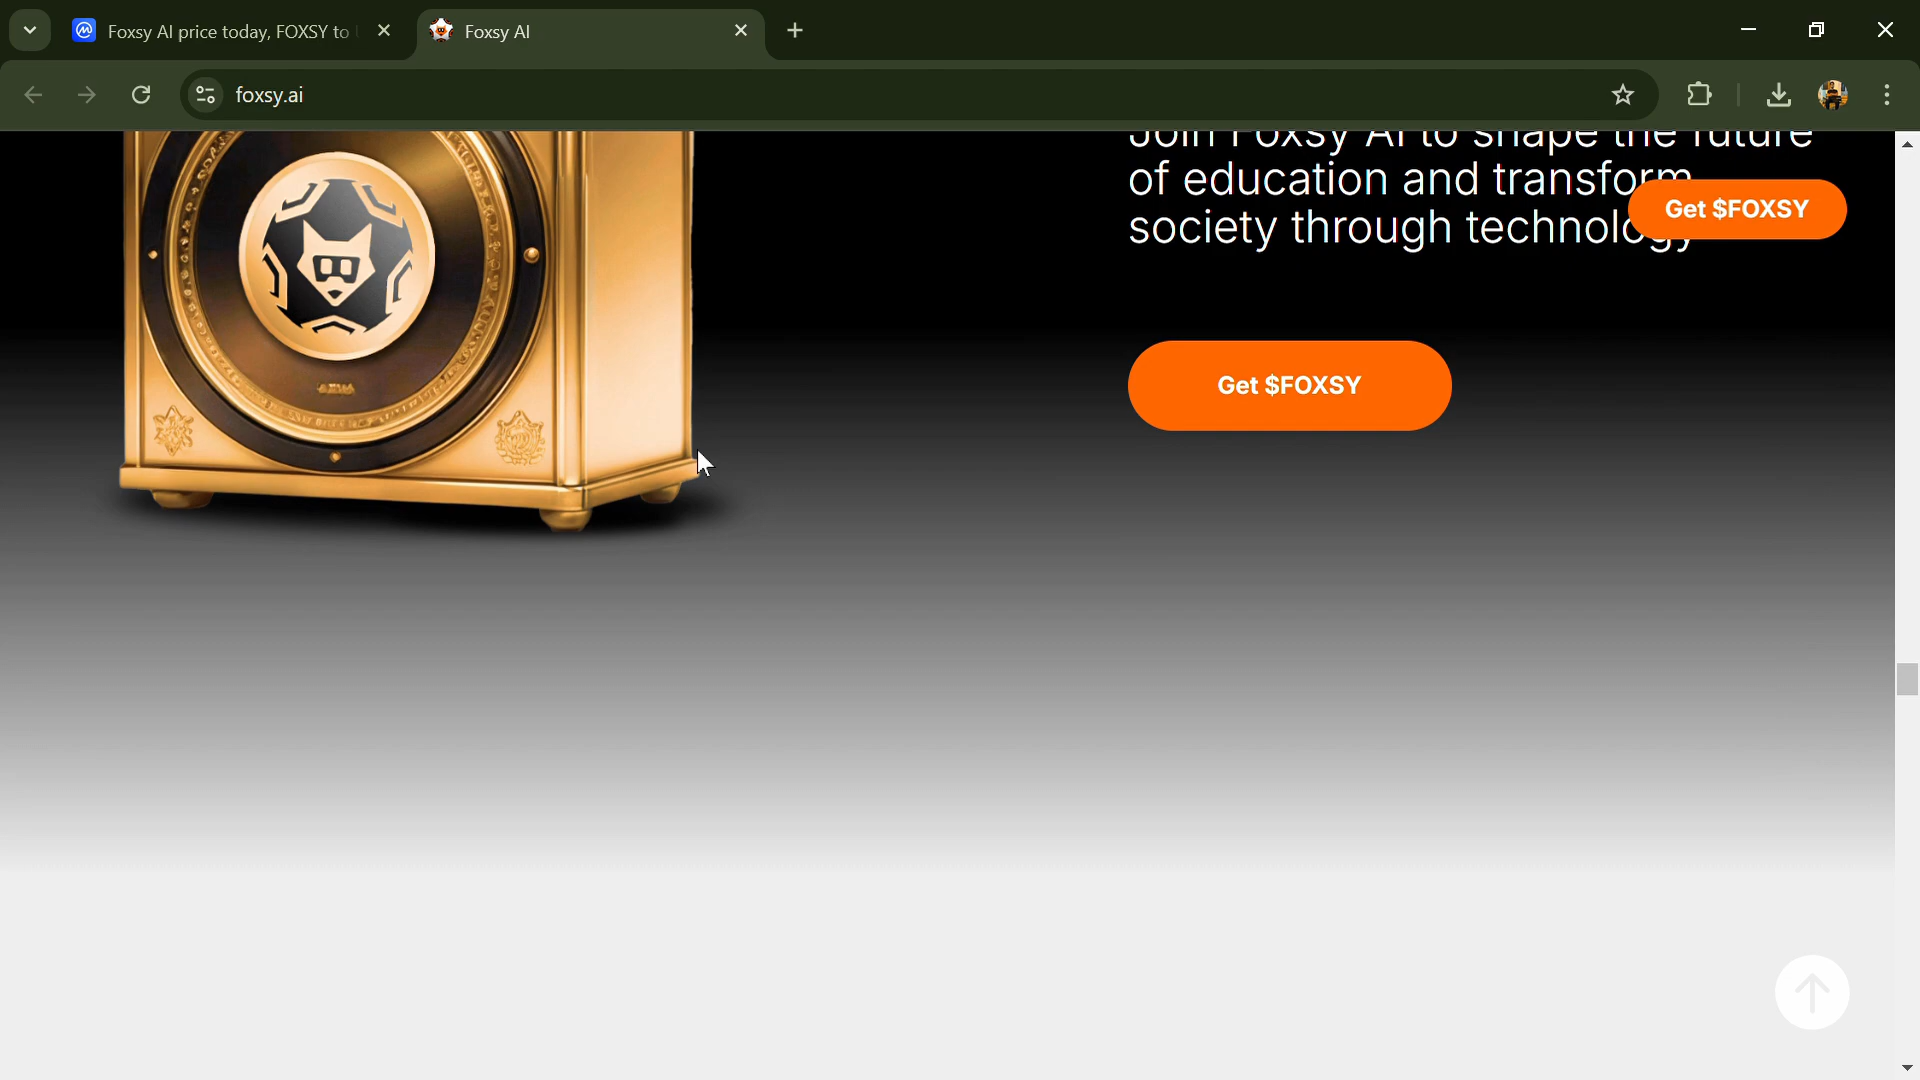 Foxsy AI price today, FOXSY to
Foxsy AI
foxsy.ai
Join Foxsy AI to shape the future
of education and transform
society through technology
Get $FOXSY
Get $FOXSY